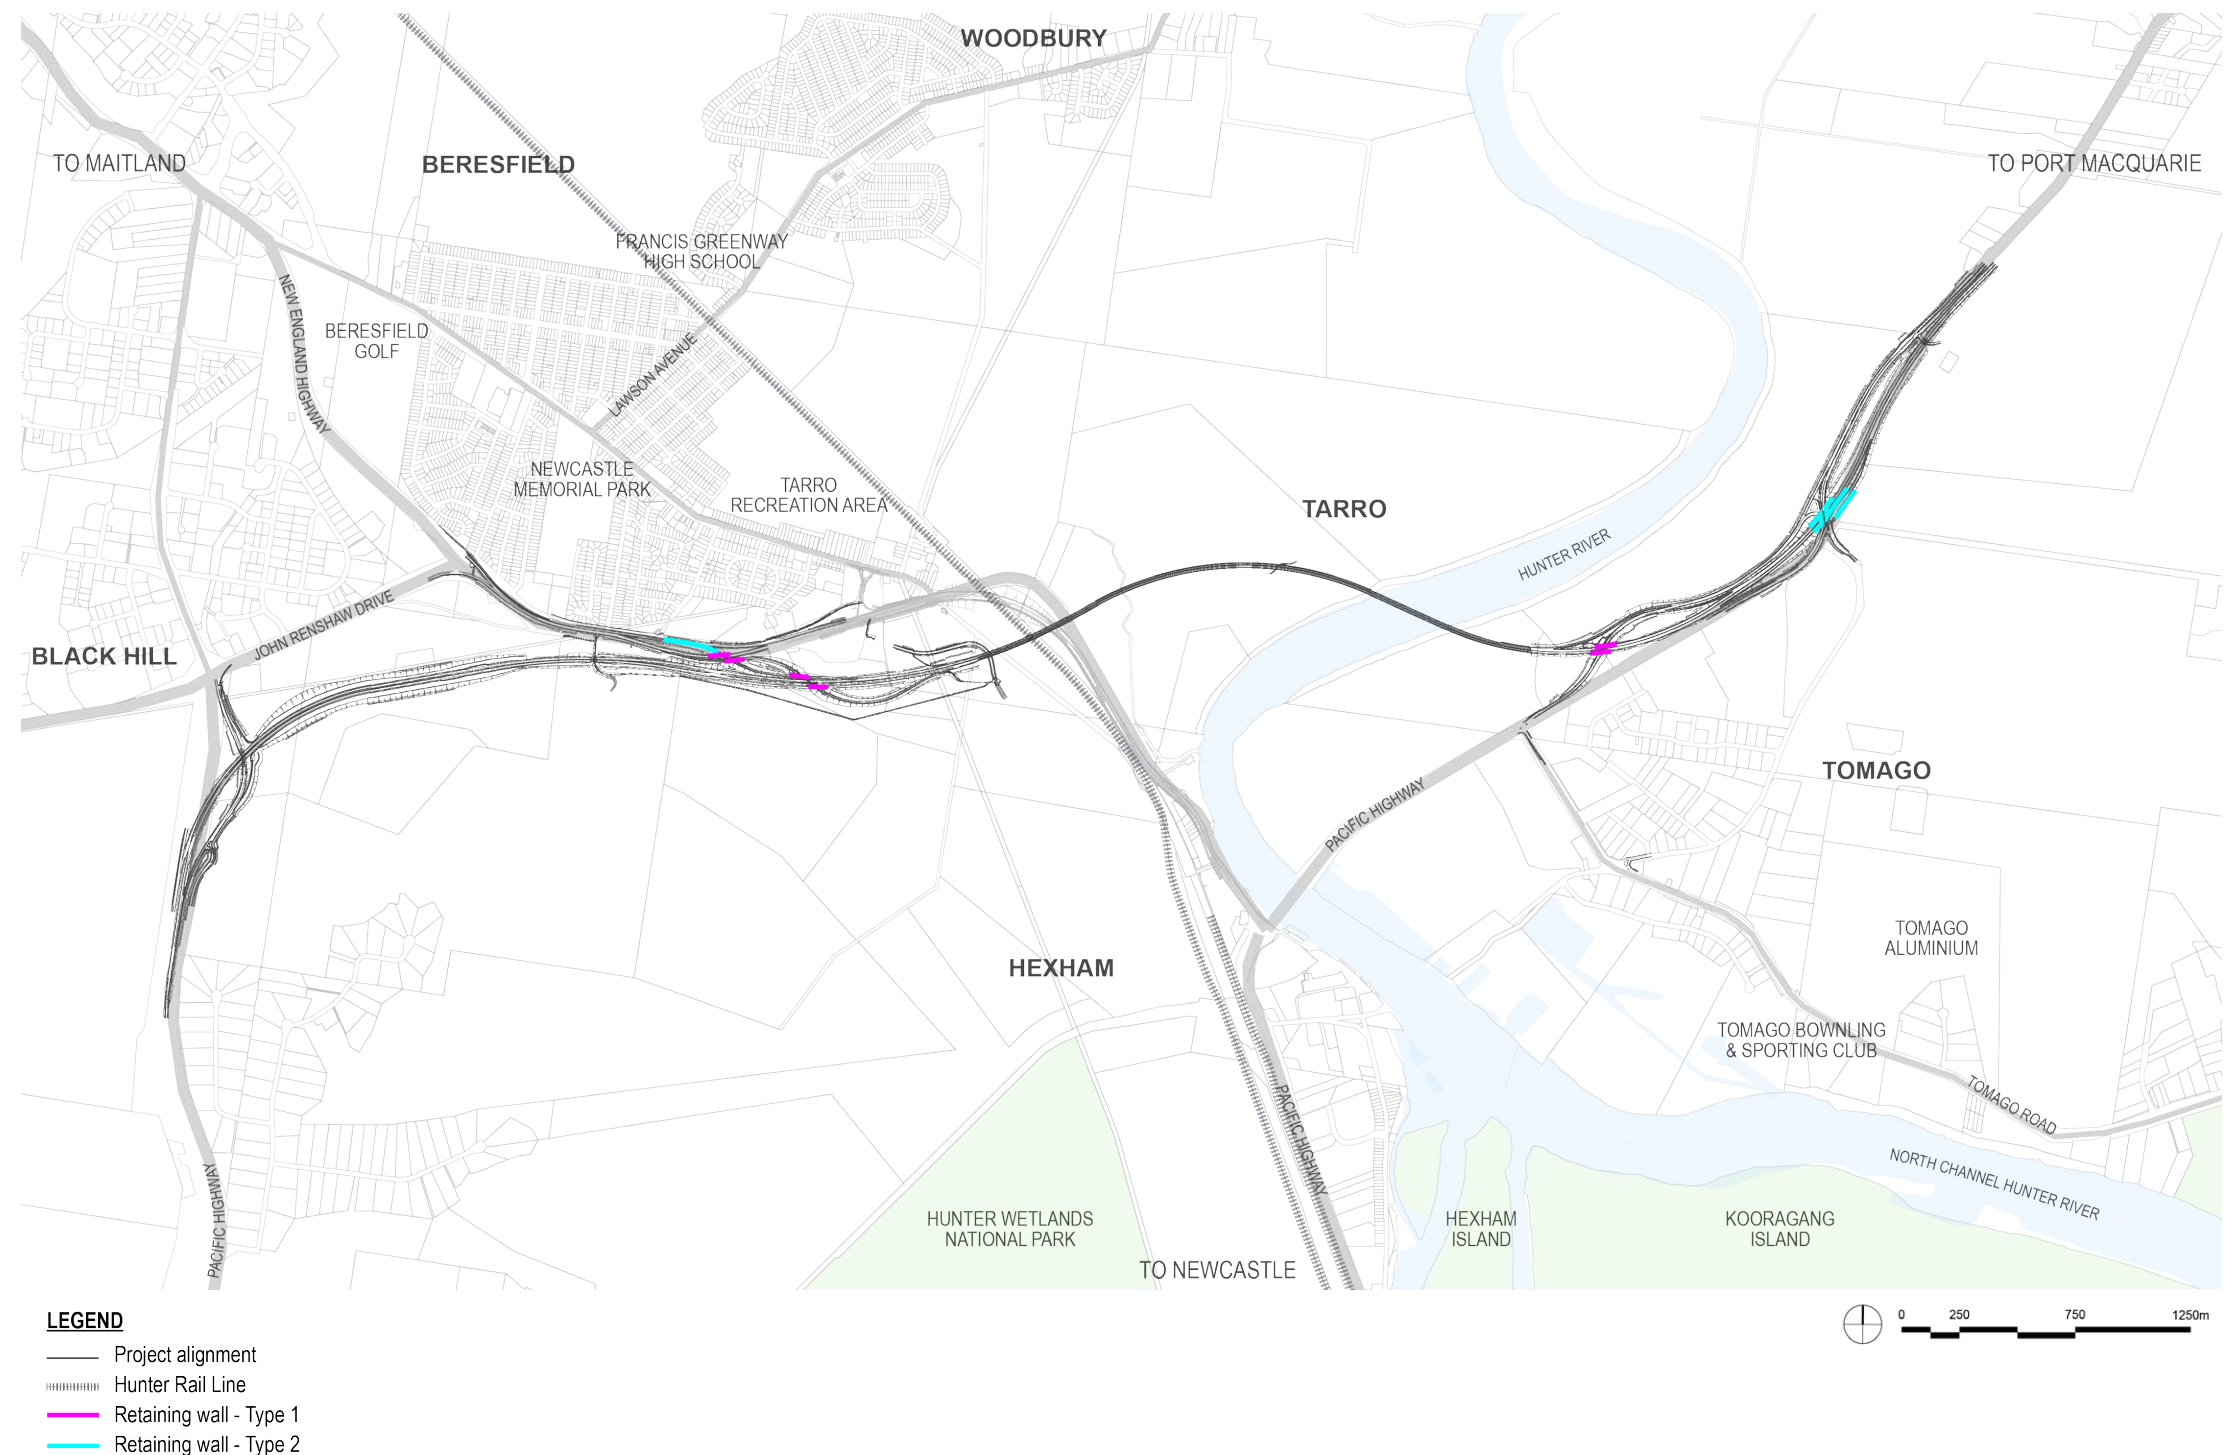 WOODBURY
TO MAITLAND
BERESFIELD
TO PORT MACQUARIE
FRANCIS GREENWAY
HIGH SCHOOL
NEW ENGLAND HIGHWAY
BERESFIELD
GOLF
LAWSON AVENUE
NEWCASTLE
MEMORIAL PARK
TARRO
RECREATION AREA
TARRO
HUNTER RIVER
JOHN RENSHAW DRIVE
BLACK HILL
TOMAGO
PACIFIC HIGHWAY
TOMAGO
ALUMINIUM
HEXHAM
TOMAGO BOWNLING
& SPORTING CLUB
TOMAGO ROAD
PACIFIC HIGHWAY
PACIFIC HIGHWAY
NORTH CHANNEL HUNTER RIVER
HUNTER WETLANDS
NATIONAL PARK
HEXHAM
ISLAND
KOORAGANG
ISLAND
TO NEWCASTLE
LEGEND
Project alignment
Hunter Rail Line
Retaining wall - Type 1
Retaining wall - Type 2
0 250 750 1250m